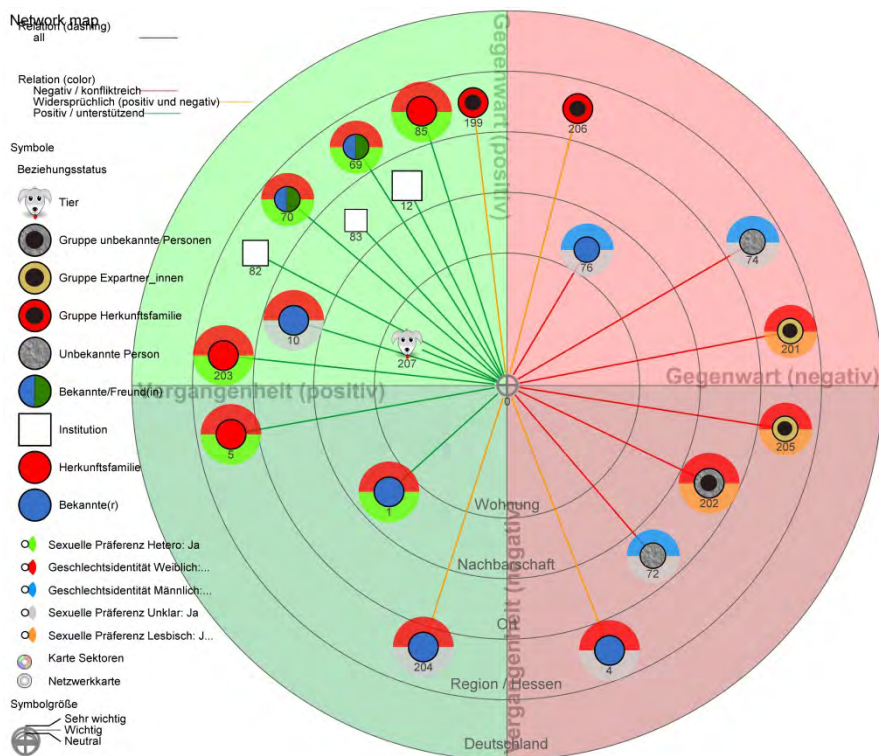 Network map
Relation (dashing)
all
Relation (color)
Negativ / konfliktreich
Widersprüchlich (positiv und negativ)
Positiv / unterstützend
Symbole
Beziehungsstatus
Tier
Gruppe unbekannte Personen
Gruppe Expartner_innen
Gruppe Herkunftsfamilie
Unbekannte Person
Bekannte/Freund(in)
Institution
Herkunftsfamilie
Bekannte(r)
Sexuelle Präferenz Hetero: Ja
Geschlechtsidentität Weiblich:...
Geschlechtsidentität Männlich:...
Sexuelle Präferenz Unklar: Ja
Sexuelle Präferenz Lesbisch: J...
Karte Sektoren
Netzwerkkarte
Symbolgröße
Sehr wichtig
Wichtig
Neutral
Gegenwart (positiv)
Gegenwart (negativ)
Vergangenheit (positiv)
Vergangenheit (negativ)
199
206
85
69
12
70
83
76
74
82
10
207
201
203
0
5
205
1
202
72
204
4
Wohnung
Nachbarschaft
Ort
Region / Hessen
Deutschland